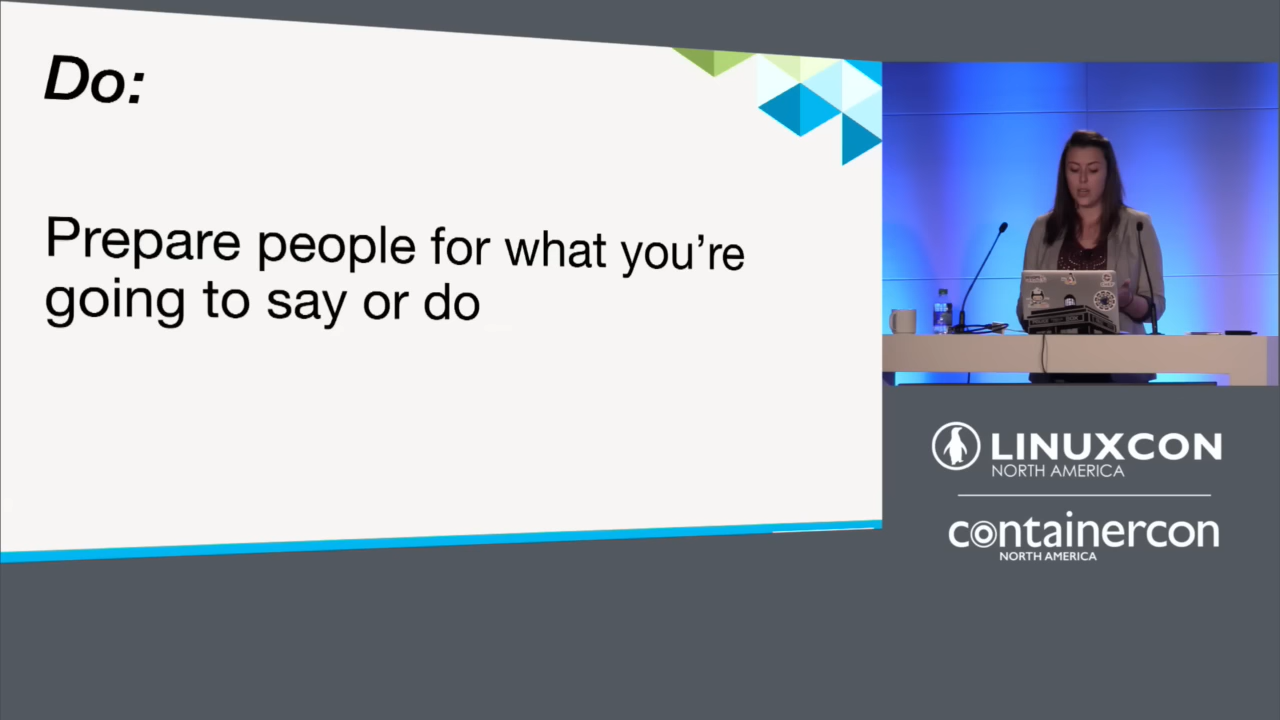 Do:
Prepare people for what you're
going to say or do
LINUXCON
NORTH AMERICA
containercon
NORTH AMERICA